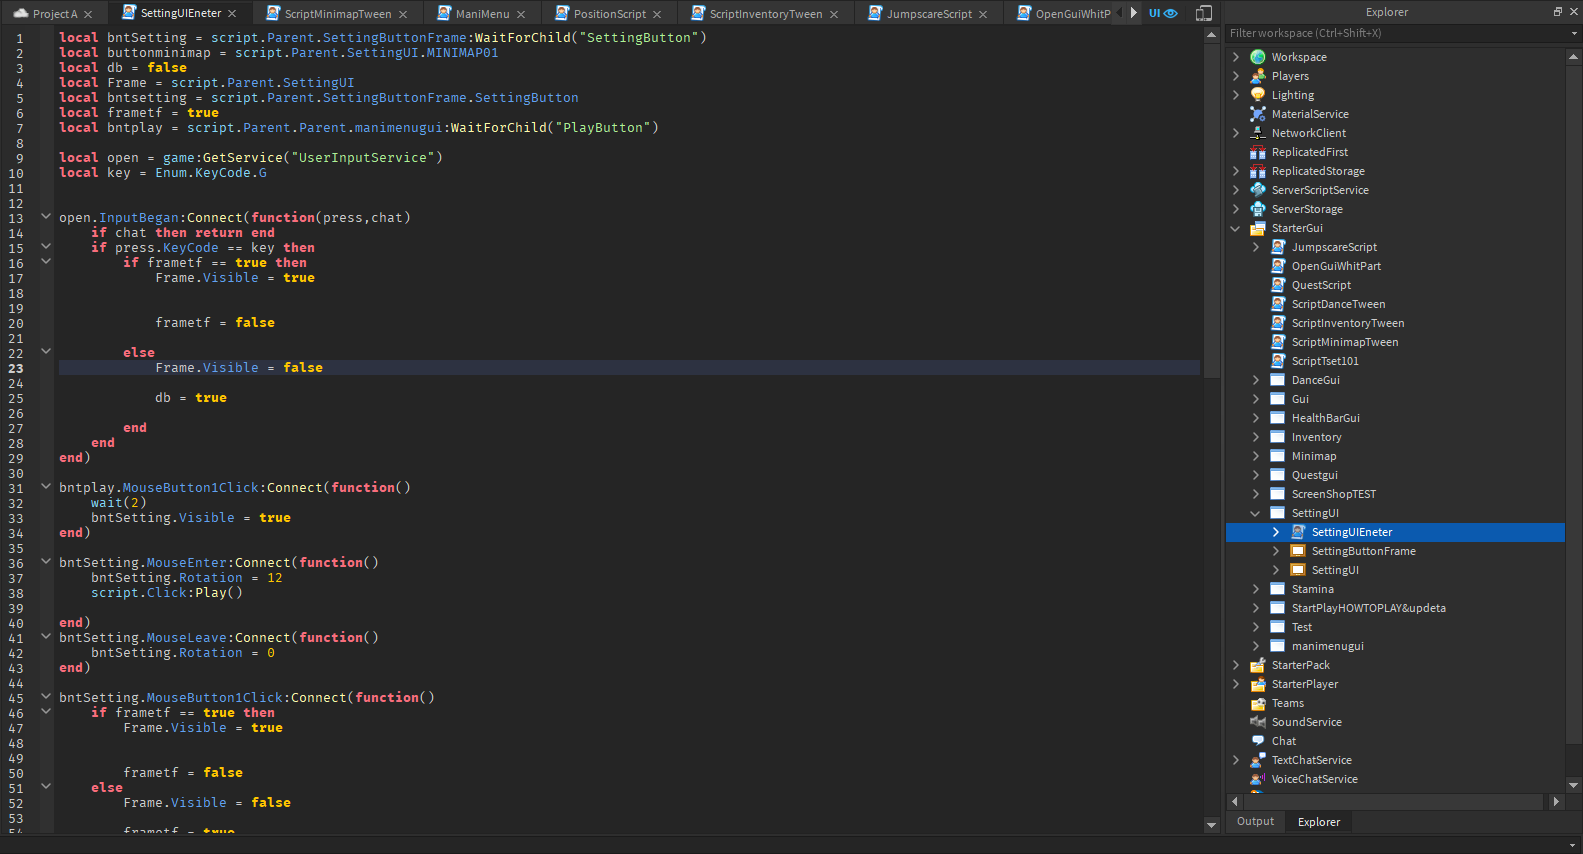 Project A
SettingUIEneter
ScriptMinimapTween
ManiMenu
PositionScript
ScriptInventoryTween
JumpscareScript
OpenGuiWhitP
UI
1 local bntSetting = script.Parent.SettingButtonFrame:WaitForChild("SettingButton")
2 local buttonminimap = script.Parent.SettingUI.MINIMAP01
3 local db = false
4 local Frame = script.Parent.SettingUI
5 local bntsetting = script.Parent.SettingButtonFrame.SettingButton
6 local frametf = true
7 local bntplay = script.Parent.Parent.manimenugui:WaitForChild("PlayButton")
8
9 local open = game:GetService("UserInputService")
10 local key = Enum.KeyCode.G
11
12
13 open.InputBegan:Connect(function(press,chat)
14 if chat then return end
15 if press.KeyCode == key then
16 if frametf == true then
17 Frame.Visible = true
18
19
20 frametf = false
21
22 else
23 Frame.Visible = false
24
25 db = true
26
27 end
28 end
29 end)
30
31 bntplay.MouseButton1Click:Connect(function()
32 wait(2)
33 bntSetting.Visible = true
34 end)
35
36 bntSetting.MouseEnter:Connect(function()
37 bntSetting.Rotation = 12
38 script.Click:Play()
39
40 end)
41 bntSetting.MouseLeave:Connect(function()
42 bntSetting.Rotation = 0
43 end)
44
45 bntSetting.MouseButton1Click:Connect(function()
46 if frametf == true then
47 Frame.Visible = true
48
49
50 frametf = false
51 else
52 Frame.Visible = false
53
54 frametf = true
Explorer
Filter workspace (Ctrl+Shift+X)
Workspace
Players
Lighting
MaterialService
NetworkClient
ReplicatedFirst
ReplicatedStorage
ServerScriptService
ServerStorage
StarterGui
JumpscareScript
OpenGuiWhitPart
QuestScript
ScriptDanceTween
ScriptInventoryTween
ScriptMinimapTween
ScriptTset101
DanceGui
Gui
HealthBarGui
Inventory
Minimap
Questgui
ScreenShopTEST
SettingUI
SettingUIEneter
SettingButtonFrame
SettingUI
Stamina
StartPlayHOWTOPLAY&updeta
Test
manimenugui
StarterPack
StarterPlayer
Teams
SoundService
Chat
TextChatService
VoiceChatService
Output
Explorer